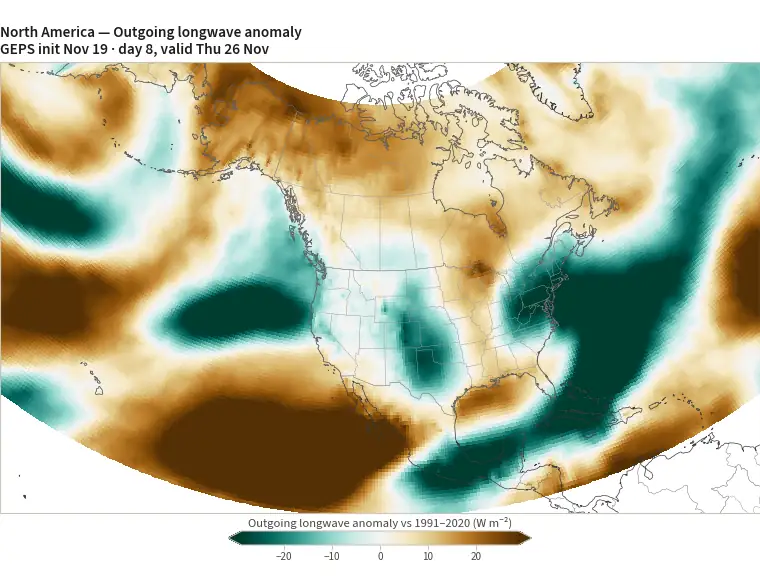 North America — Outgoing longwave anomaly
GEPS init Nov 19 · day 8, valid Thu 26 Nov
Outgoing longwave anomaly vs 1991–2020 (W m⁻²)
−20 −10 0 10 20